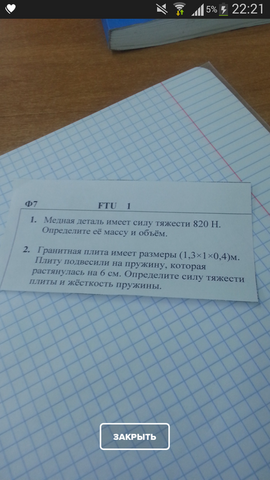 5% 22:21
Ф7 FTU 1
1. Медная деталь имеет силу тяжести 820 Н.
Определите её массу и объём.
2. Гранитная плита имеет размеры (1,3×1×0,4)м.
Плиту подвесили на пружину, которая
растянулась на 6 см. Определите силу тяжести
плиты и жёсткость пружины.
ЗАКРЫТЬ